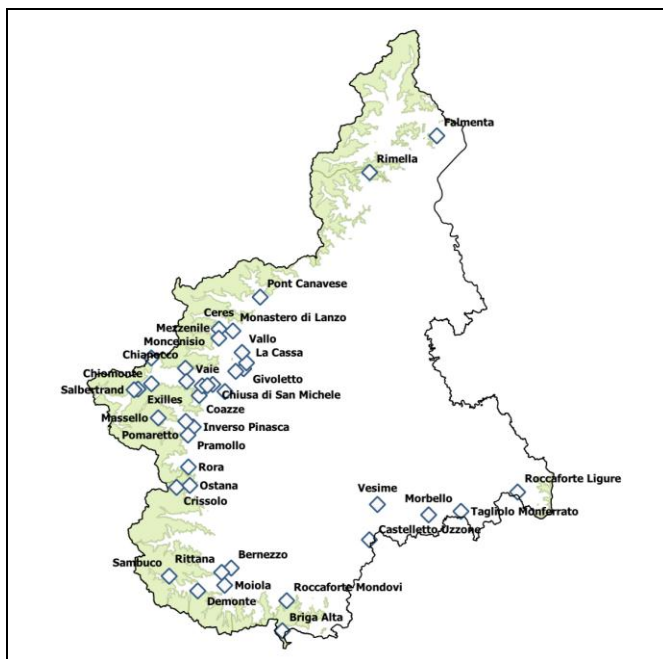 Falmenta
Rimella
Pont Canavese
Ceres
Monastero di Lanzo
Mezzenile
Moncenisio
Vallo
Chianocco
La Cassa
Vaie
Chiomonte
Givoletto
Salbertrand
Exilles
Chiusa di San Michele
Coazze
Massello
Inverso Pinasca
Pomaretto
Pramollo
Rora
Ostana
Crissolo
Roccaforte Ligure
Vesime
Morbello
Tagliolo Monferrato
Castelletto Uzzone
Rittana
Bernezzo
Sambuco
Moiola
Demonte
Roccaforte Mondovi
Briga Alta